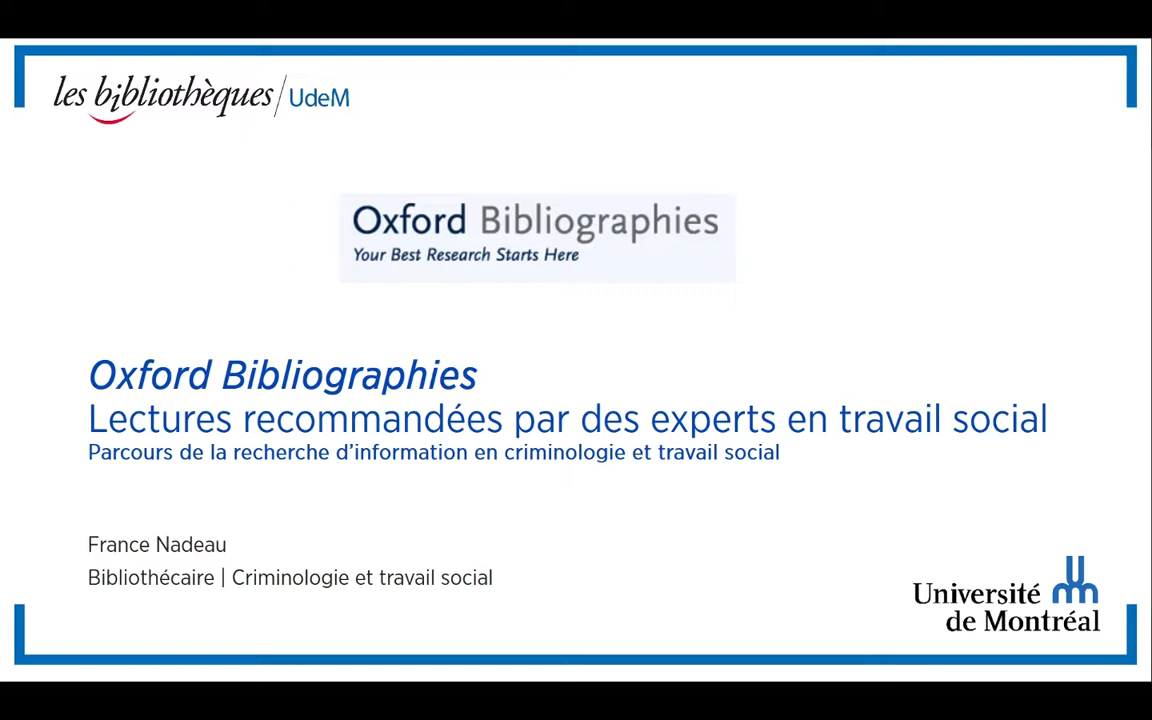 les bibliothèques/UdeM
Oxford Bibliographies
Your Best Research Starts Here
Oxford Bibliographies
Lectures recommandées par des experts en travail social
Parcours de la recherche d’information en criminologie et travail social
France Nadeau
Bibliothécaire | Criminologie et travail social
Université
de Montréal